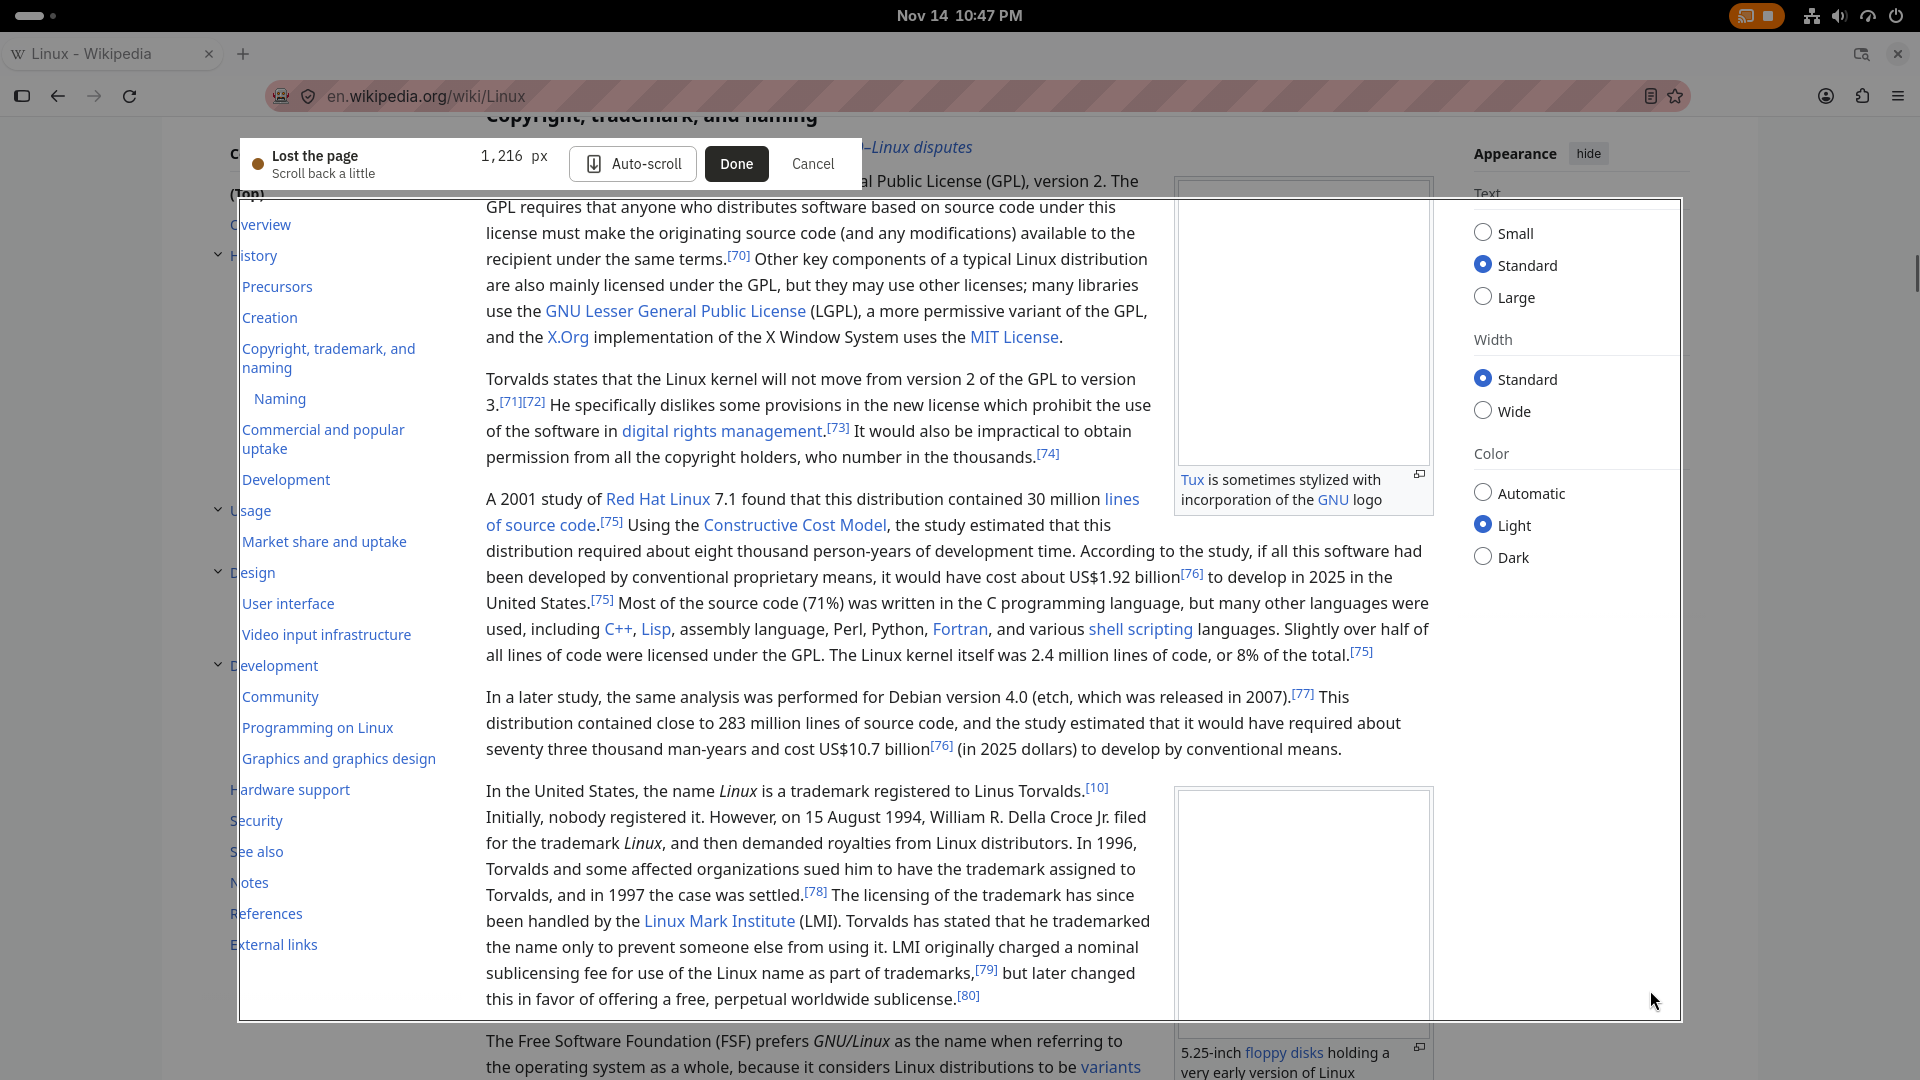 Nov 14 10:47 PM
Linux - Wikipedia
en.wikipedia.org/wiki/Linux
Copyright, trademark, and naming
Lost the page
Scroll back a little
1,216 px
Auto-scroll
Done
Cancel
–Linux disputes
(Top)
Overview
History
Precursors
Creation
Copyright, trademark, and
naming
Naming
Commercial and popular
uptake
Development
Usage
Market share and uptake
Design
User interface
Video input infrastructure
Development
Community
Programming on Linux
Graphics and graphics design
Hardware support
Security
See also
Notes
References
External links
Public License (GPL), version 2. The
GPL requires that anyone who distributes software based on source code under this
license must make the originating source code (and any modifications) available to the
recipient under the same terms.[70] Other key components of a typical Linux distribution
are also mainly licensed under the GPL, but they may use other licenses; many libraries
use the GNU Lesser General Public License (LGPL), a more permissive variant of the GPL,
and the X.Org implementation of the X Window System uses the MIT License.
Torvalds states that the Linux kernel will not move from version 2 of the GPL to version
3.[71][72] He specifically dislikes some provisions in the new license which prohibit the use
of the software in digital rights management.[73] It would also be impractical to obtain
permission from all the copyright holders, who number in the thousands.[74]
A 2001 study of Red Hat Linux 7.1 found that this distribution contained 30 million lines
of source code.[75] Using the Constructive Cost Model, the study estimated that this
distribution required about eight thousand person-years of development time. According to the study, if all this software had
been developed by conventional proprietary means, it would have cost about US$1.92 billion[76] to develop in 2025 in the
United States.[75] Most of the source code (71%) was written in the C programming language, but many other languages were
used, including C++, Lisp, assembly language, Perl, Python, Fortran, and various shell scripting languages. Slightly over half of
all lines of code were licensed under the GPL. The Linux kernel itself was 2.4 million lines of code, or 8% of the total.[75]
In a later study, the same analysis was performed for Debian version 4.0 (etch, which was released in 2007).[77] This
distribution contained close to 283 million lines of source code, and the study estimated that it would have required about
seventy three thousand man-years and cost US$10.7 billion[76] (in 2025 dollars) to develop by conventional means.
In the United States, the name Linux is a trademark registered to Linus Torvalds.[10]
Initially, nobody registered it. However, on 15 August 1994, William R. Della Croce Jr. filed
for the trademark Linux, and then demanded royalties from Linux distributors. In 1996,
Torvalds and some affected organizations sued him to have the trademark assigned to
Torvalds, and in 1997 the case was settled.[78] The licensing of the trademark has since
been handled by the Linux Mark Institute (LMI). Torvalds has stated that he trademarked
the name only to prevent someone else from using it. LMI originally charged a nominal
sublicensing fee for use of the Linux name as part of trademarks,[79] but later changed
this in favor of offering a free, perpetual worldwide sublicense.[80]
The Free Software Foundation (FSF) prefers GNU/Linux as the name when referring to
the operating system as a whole, because it considers Linux distributions to be variants
Tux is sometimes stylized with
incorporation of the GNU logo
5.25-inch floppy disks holding a
very early version of Linux
Appearance
hide
Text
Small
Standard
Large
Width
Standard
Wide
Color
Automatic
Light
Dark